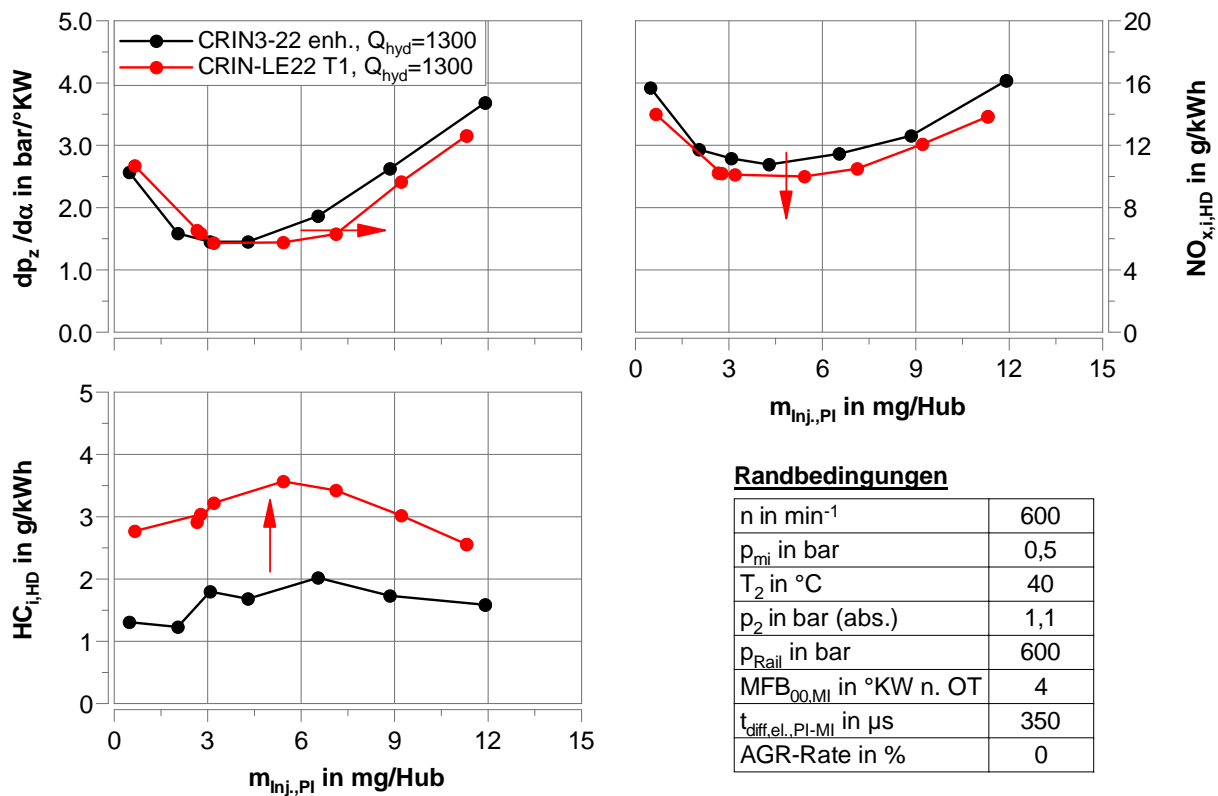 dp_z /dα in bar/°KW
5.0
4.0
3.0
2.0
1.0
0.0
CRIN3-22 enh., Q_hyd=1300
CRIN-LE22 T1, Q_hyd=1300
20
16
12
8
4
0
NO_x,i,HD in g/kWh
0 3 6 9 12 15
m_Inj.,PI in mg/Hub
HC_i,HD in g/kWh
5
4
3
2
1
0
0 3 6 9 12 15
m_Inj.,PI in mg/Hub
Randbedingungen
n in min⁻¹ 600
p_mi in bar 0,5
T_2 in °C 40
p_2 in bar (abs.) 1,1
p_Rail in bar 600
MFB_00,MI in °KW n. OT 4
t_diff,el.,PI-MI in µs 350
AGR-Rate in % 0